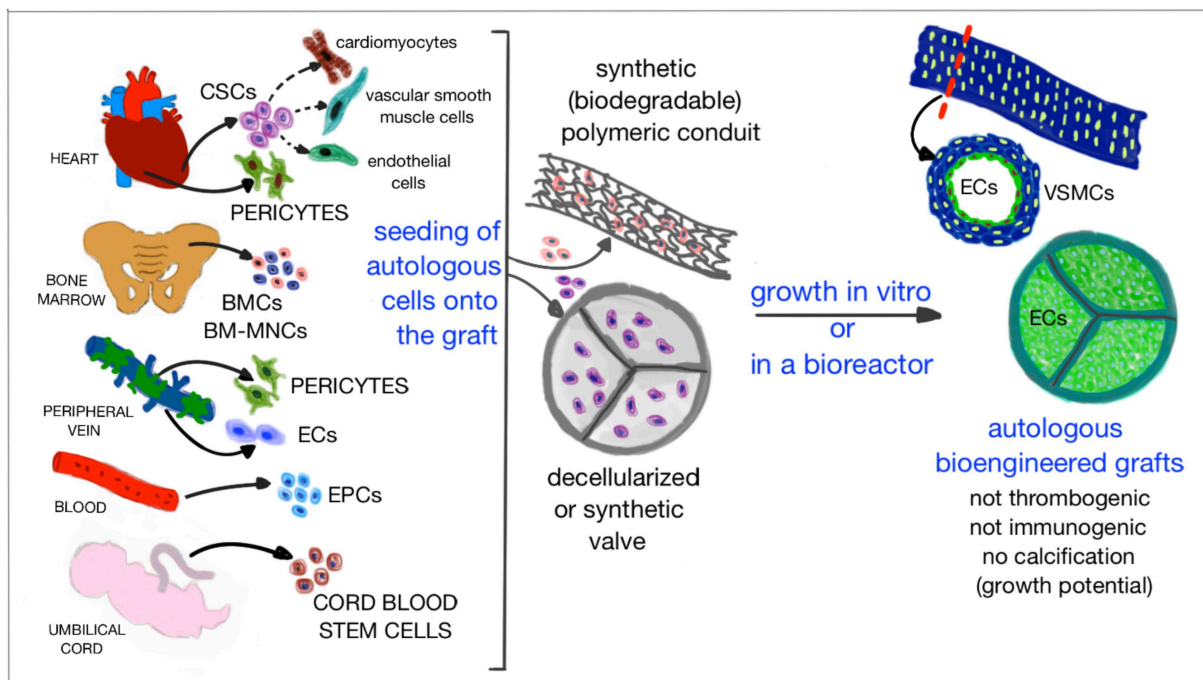 cardiomyocytes
CSCs
vascular smooth
muscle cells
endothelial
cells
HEART
PERICYTES
BONE
MARROW
BMCs
BM-MNCs
PERICYTES
PERIPHERAL
VEIN
ECs
BLOOD
EPCs
UMBILICAL
CORD
CORD BLOOD
STEM CELLS
seeding of
autologous
cells onto
the graft
synthetic
(biodegradable)
polymeric conduit
decellularized
or synthetic
valve
growth in vitro
or
in a bioreactor
ECs
VSMCs
ECs
autologous
bioengineered grafts
not thrombogenic
not immunogenic
no calcification
(growth potential)